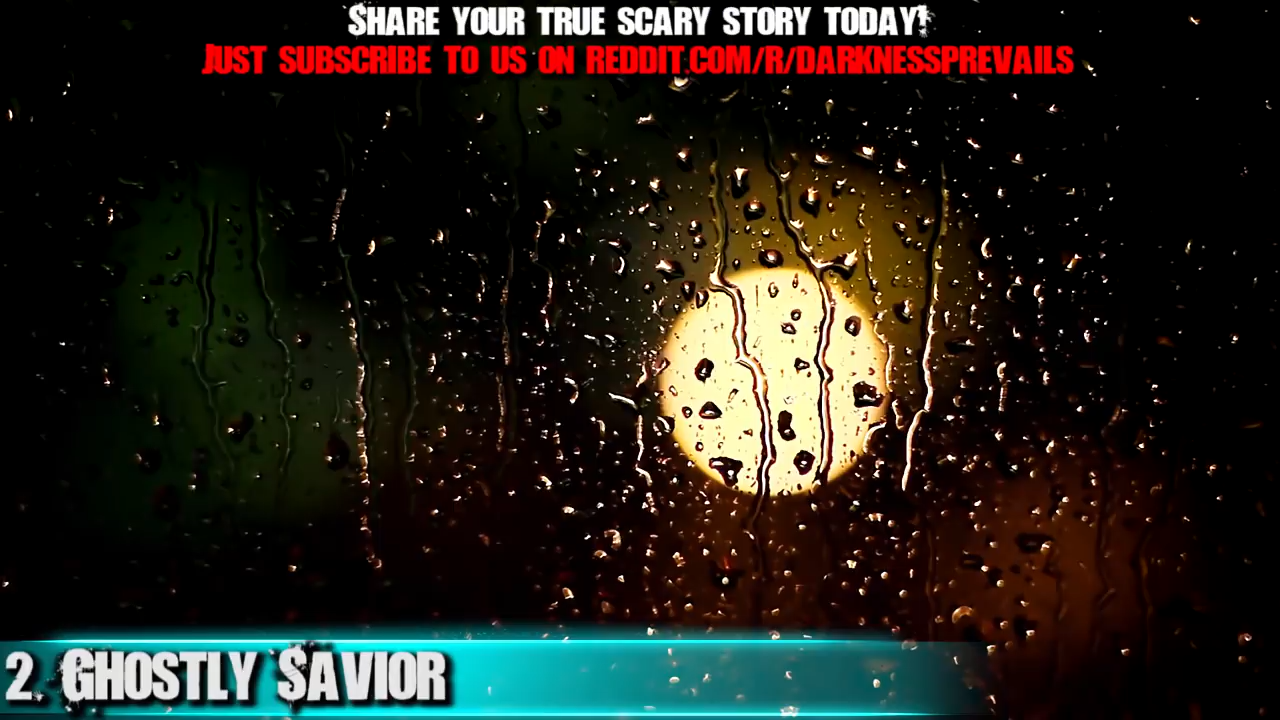 Share your true scary story today!
Just subscribe to us on reddit.com/r/darknessprevails
2. Ghostly Savior